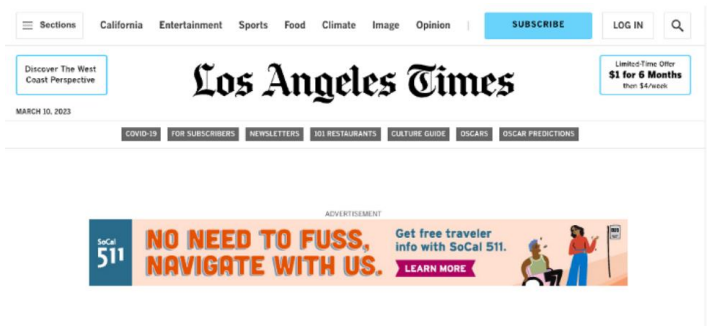 Sections California Entertainment Sports Food Climate Image Opinion | SUBSCRIBE LOG IN
Discover The West
Coast Perspective
Los Angeles Times
Limited-Time Offer
$1 for 6 Months
then $4/week
MARCH 10, 2023
COVID-19 FOR SUBSCRIBERS NEWSLETTERS 101 RESTAURANTS CULTURE GUIDE OSCARS OSCAR PREDICTIONS
ADVERTISEMENT
SoCal
511
NO NEED TO FUSS,
NAVIGATE WITH US.
Get free traveler
info with SoCal 511.
LEARN MORE